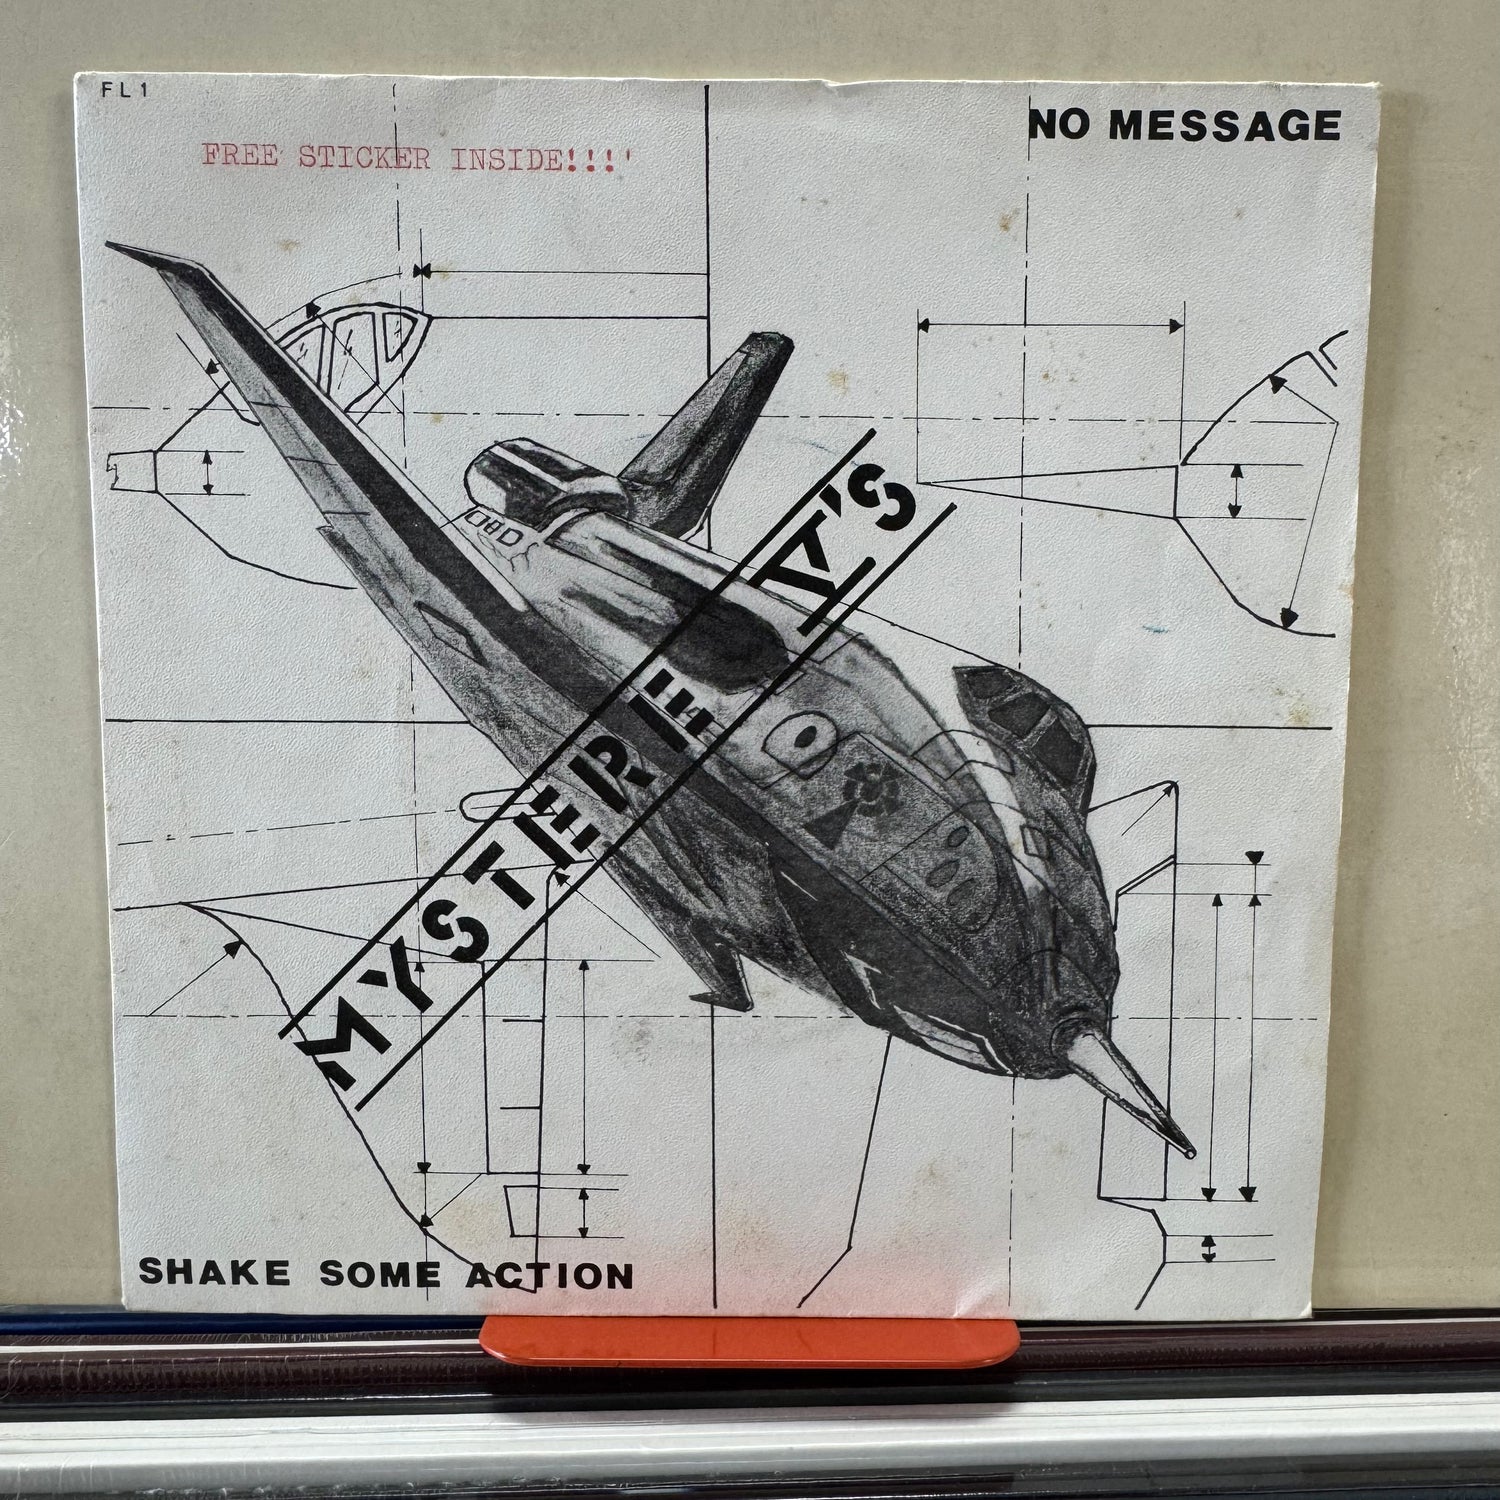 FL1
NO MESSAGE
FREE STICKER INSIDE!!!'
MYSTERE V'S
SHAKE SOME ACTION